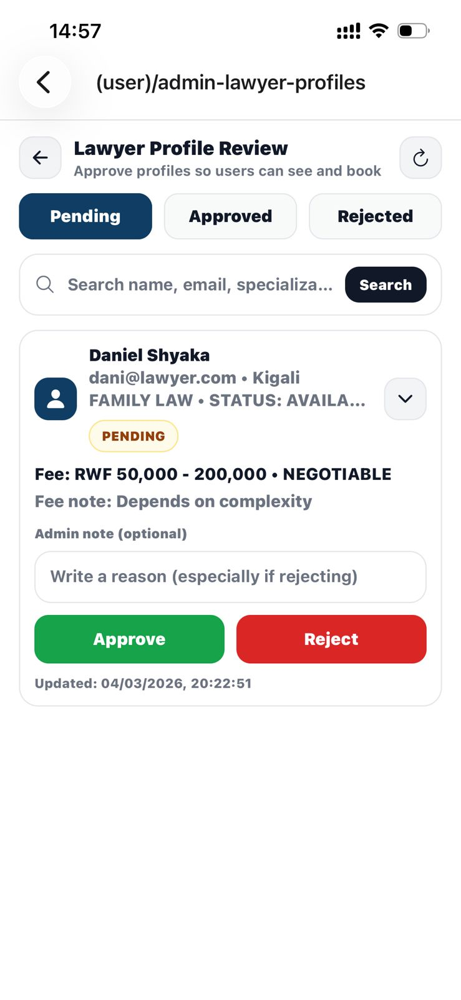 14:57
(user)/admin-lawyer-profiles
Lawyer Profile Review
Approve profiles so users can see and book
Pending
Approved
Rejected
Search name, email, specializa...
Search
Daniel Shyaka
dani@lawyer.com • Kigali
FAMILY LAW • STATUS: AVAILA...
PENDING
Fee: RWF 50,000 - 200,000 • NEGOTIABLE
Fee note: Depends on complexity
Admin note (optional)
Write a reason (especially if rejecting)
Approve
Reject
Updated: 04/03/2026, 20:22:51